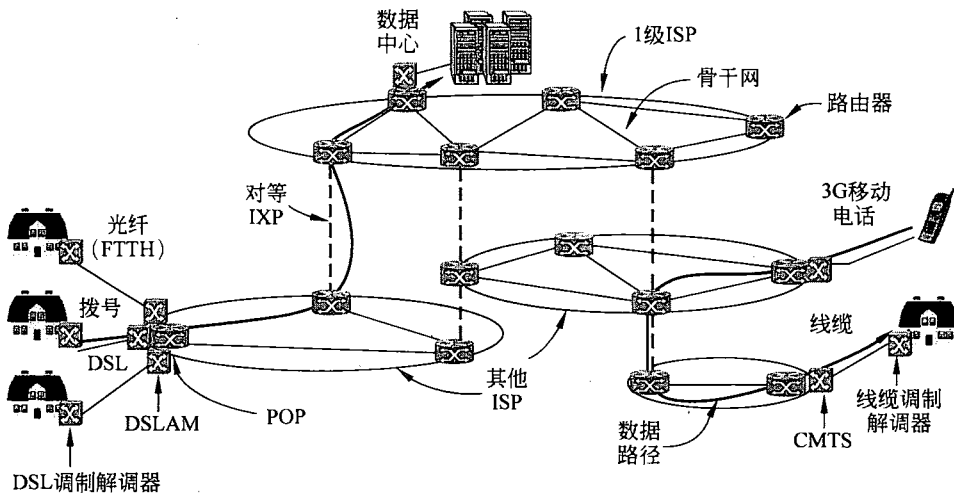 数据
中心
1级ISP
骨干网
路由器
对等
IXP
3G移动
电话
光纤
(FTTH)
拨号
DSL
线缆
其他
ISP
POP
DSLAM
DSL调制解调器
数据
路径
CMTS
线缆调制
解调器